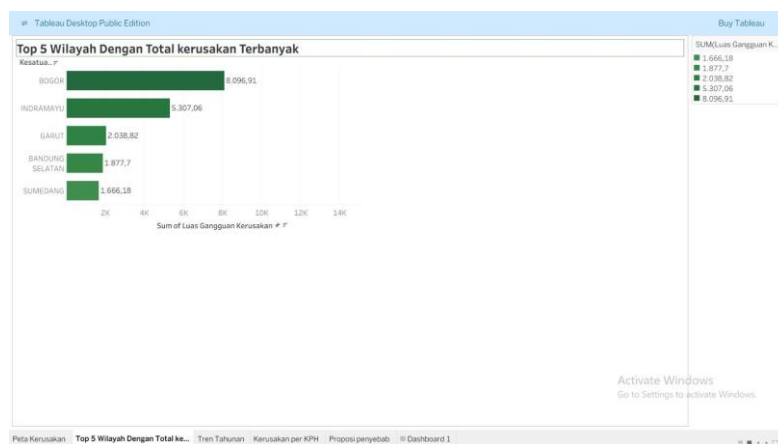 Tableau Desktop Public Edition
Buy Tableau
Top 5 Wilayah Dengan Total kerusakan Terbanyak
Kesatua..
BOGOR
8.096,91
INDRAMAYU
5.307,06
GARUT
2.038,82
BANDUNG
SELATAN
1.877,7
SUMEDANG
1.666,18
2K 4K 6K 8K 10K 12K 14K
Sum of Luas Gangguan Kerusakan
SUM(Luas Gangguan K..
1.666,18
1.877,7
2.038,82
5.307,06
8.096,91
Activate Windows
Go to Settings to activate Windows.
Peta Kerusakan Top 5 Wilayah Dengan Total ke... Tren Tahunan Kerusakan per KPH Proposi penyebab Dashboard 1